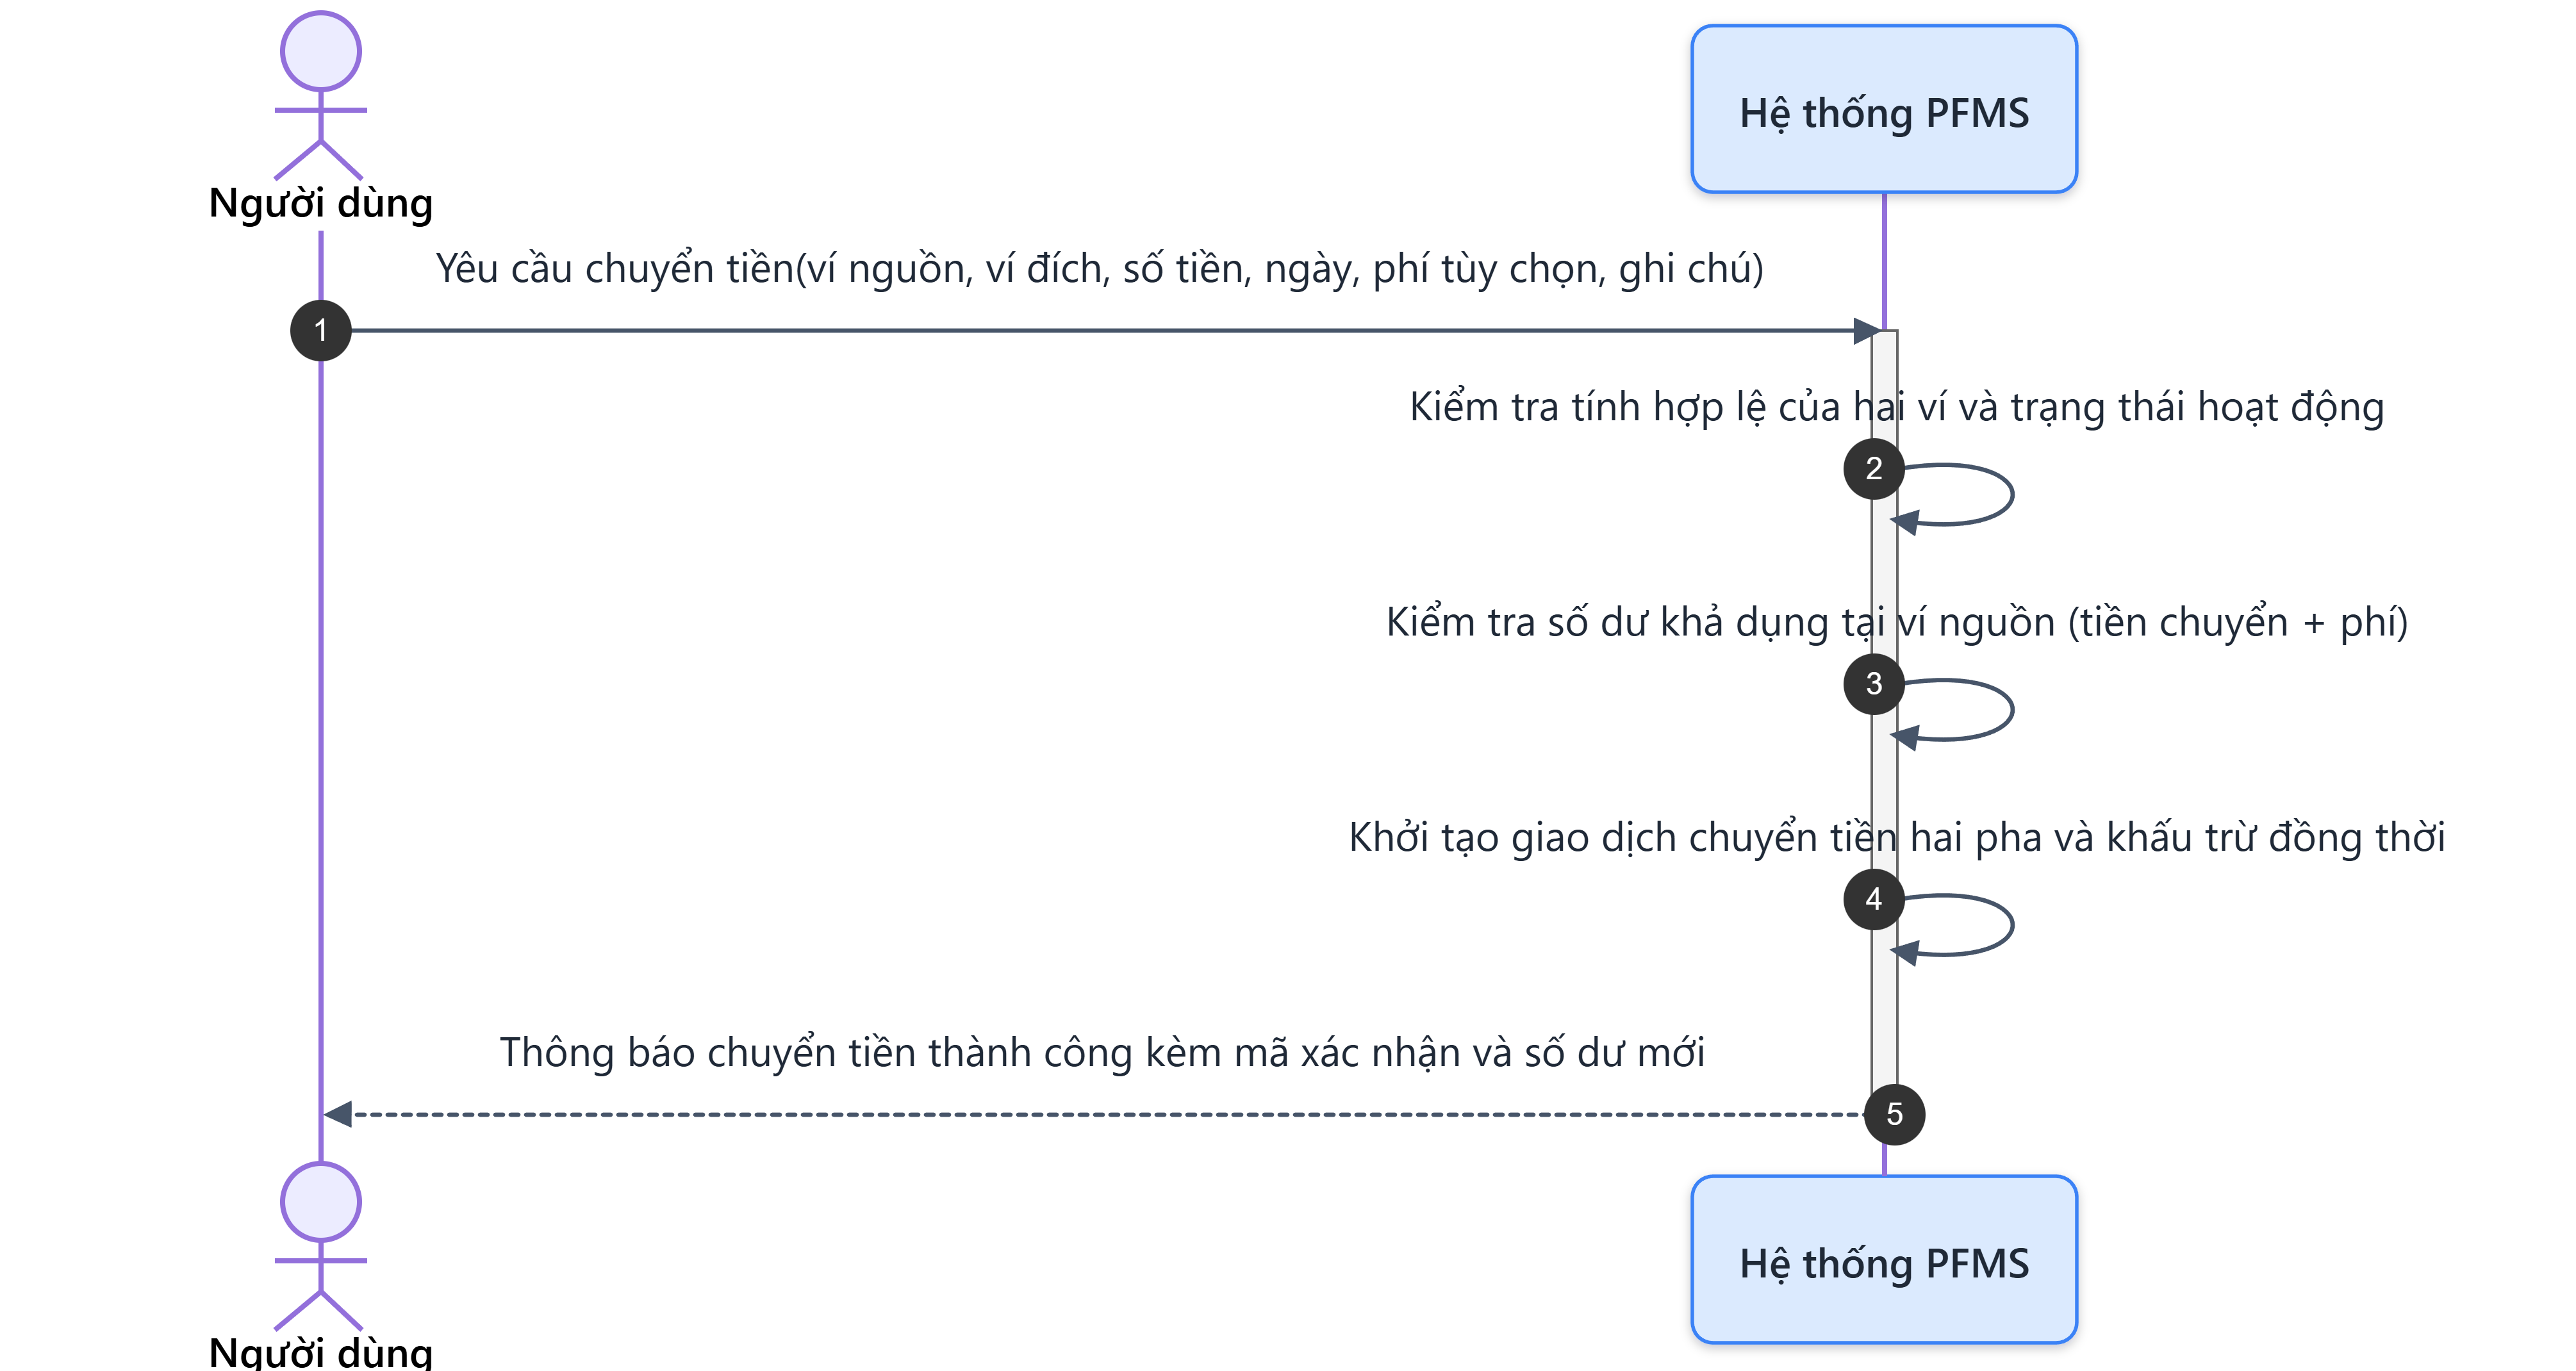 Người dùng
Hệ thống PFMS
Yêu cầu chuyển tiền(ví nguồn, ví đích, số tiền, ngày, phí tùy chọn, ghi chú)
1
Kiểm tra tính hợp lệ của hai ví và trạng thái hoạt động
2
Kiểm tra số dư khả dụng tại ví nguồn (tiền chuyển + phí)
3
Khởi tạo giao dịch chuyển tiền hai pha và khấu trừ đồng thời
4
Thông báo chuyển tiền thành công kèm mã xác nhận và số dư mới
5
Hệ thống PFMS
Người dùng